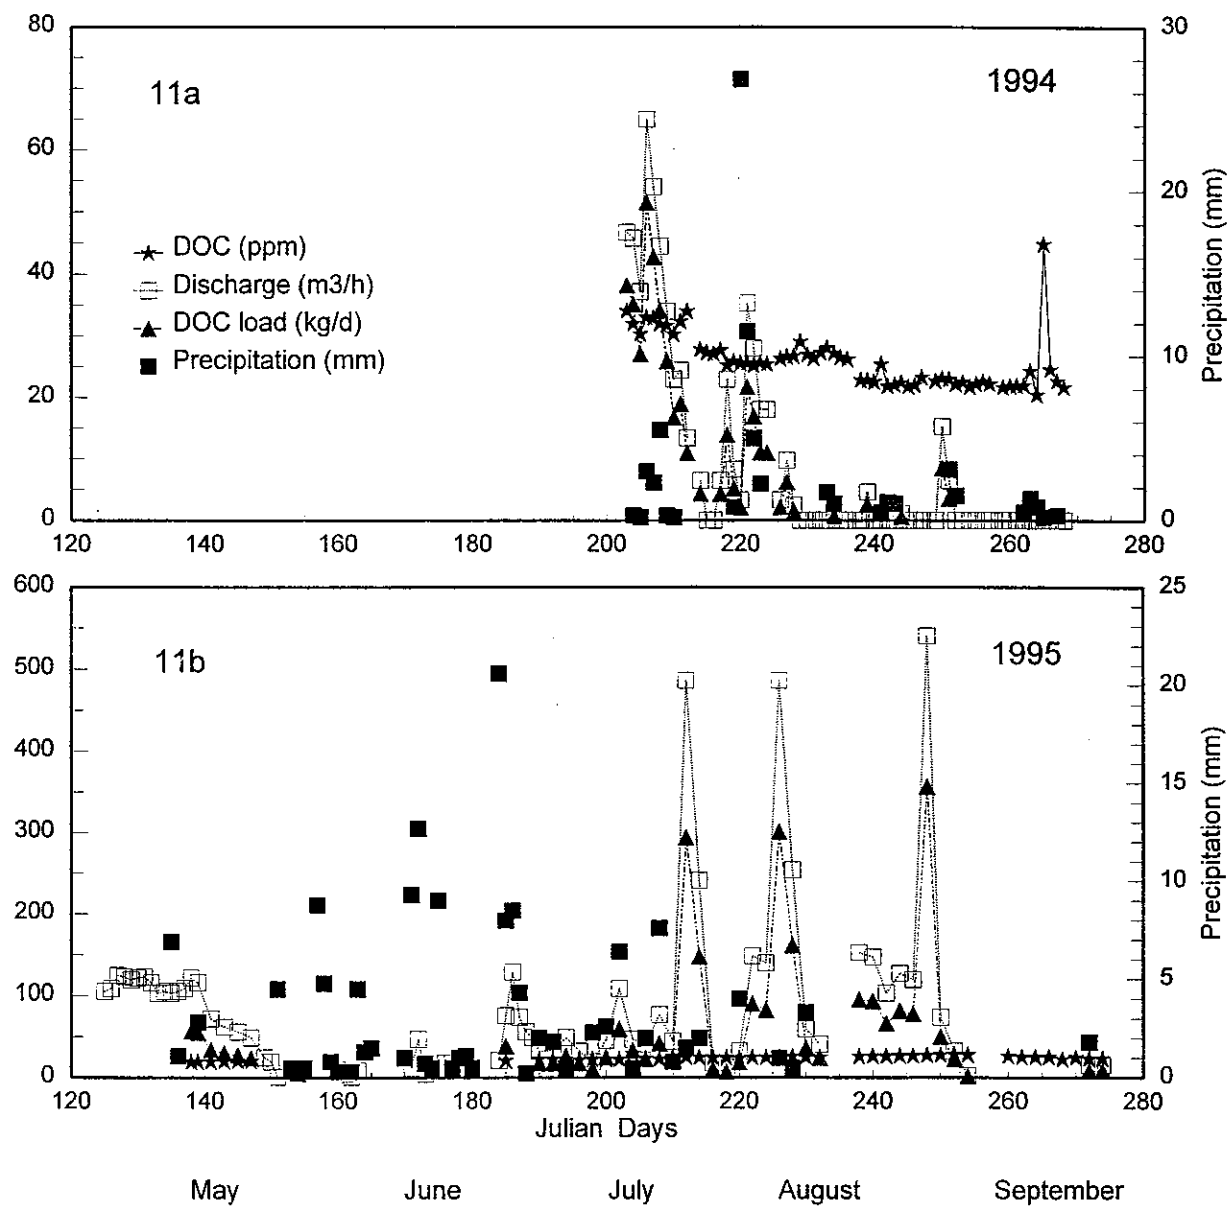 80
30
11a
1994
60
20
DOC (ppm)
Discharge (m3/h)
40
DOC load (kg/d)
Precipitation (mm)
10
20
0
0
120 140 160 180 200 220 240 260 280
Precipitation (mm)
600
25
11b
1995
500
20
400
15
300
10
200
5
100
0
0
120 140 160 180 200 220 240 260 280
Precipitation (mm)
Julian Days
May June July August September